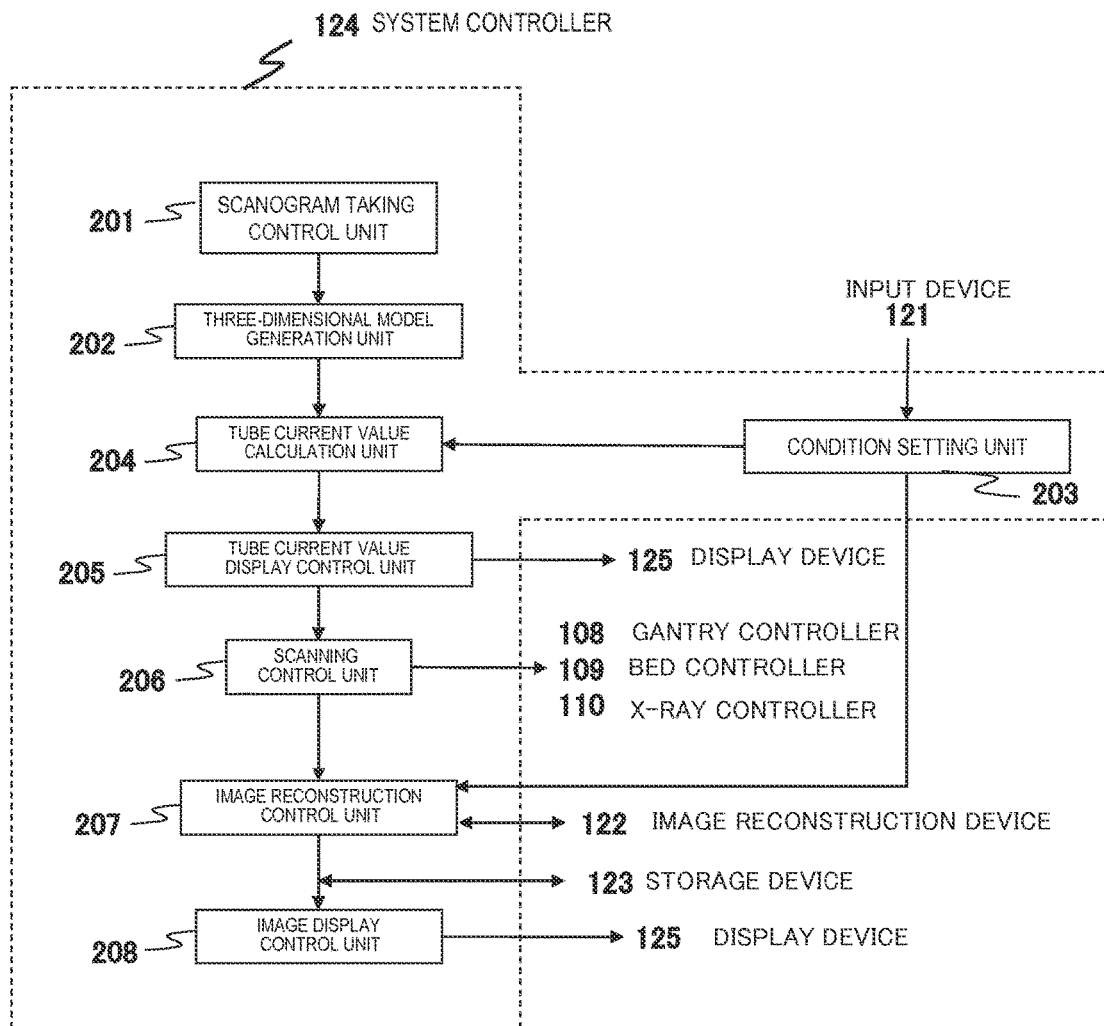 124 SYSTEM CONTROLLER
201
SCANOGRAM TAKING
CONTROL UNIT
INPUT DEVICE
121
202
THREE-DIMENSIONAL MODEL
GENERATION UNIT
204
TUBE CURRENT VALUE
CALCULATION UNIT
CONDITION SETTING UNIT
203
205
TUBE CURRENT VALUE
DISPLAY CONTROL UNIT
125 DISPLAY DEVICE
206
SCANNING
CONTROL UNIT
108 GANTRY CONTROLLER
109 BED CONTROLLER
110 X-RAY CONTROLLER
207
IMAGE RECONSTRUCTION
CONTROL UNIT
122 IMAGE RECONSTRUCTION DEVICE
123 STORAGE DEVICE
208
IMAGE DISPLAY
CONTROL UNIT
125 DISPLAY DEVICE